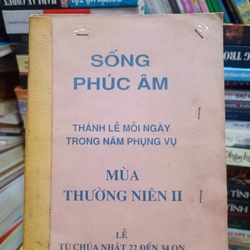 SỐNG
PHÚC ÂM
THÁNH LỄ MỖI NGÀY
TRONG NĂM PHỤNG VỤ
MÙA
THƯỜNG NIÊN II
LỄ
TỪ CHÚA NHẬT 22 ĐẾN 34 QN